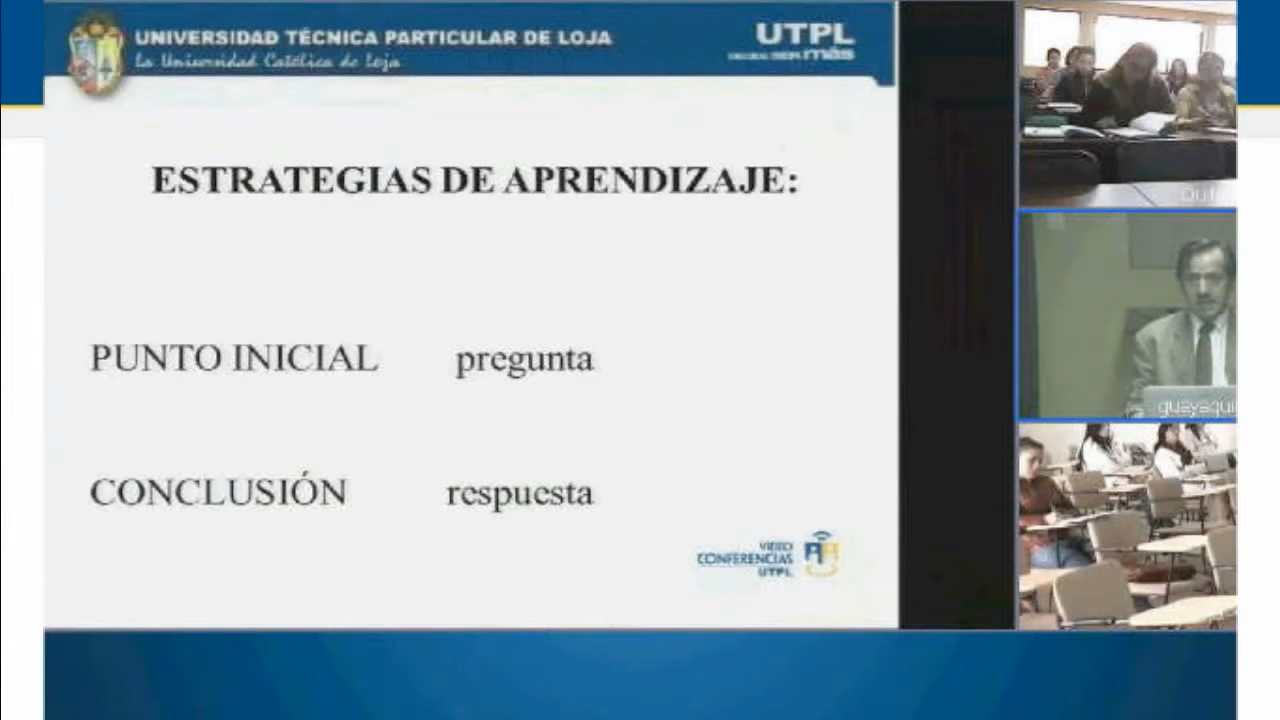 UNIVERSIDAD TÉCNICA PARTICULAR DE LOJA
La Universidad Católica de Loja
UTPL
más
ESTRATEGIAS DE APRENDIZAJE:
PUNTO INICIAL pregunta
CONCLUSIÓN respuesta
VIDEO
CONFERENCIAS
UTPL
guayaqui